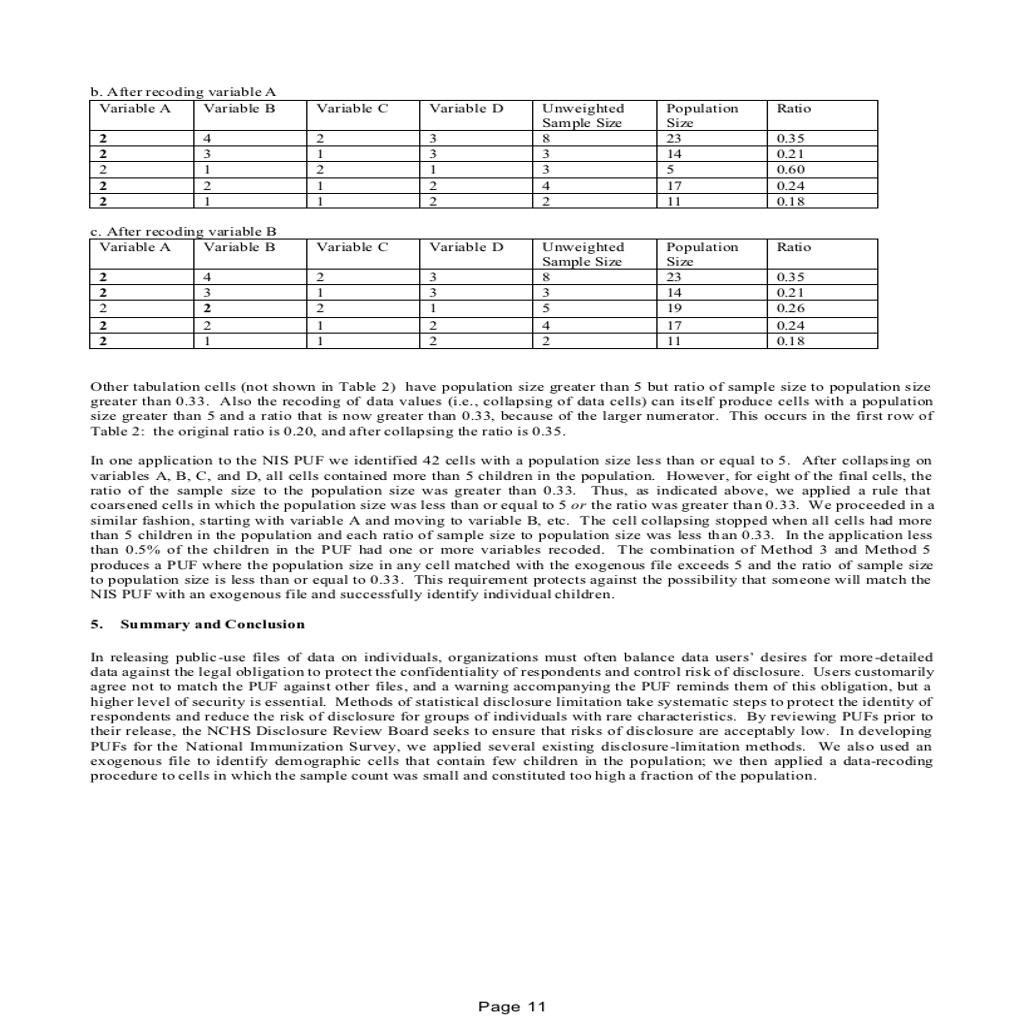 b. After recoding variable A
Variable A Variable B Variable C Variable D Unweighted Sample Size Population Size Ratio
2 4 2 3 8 23 0.35
2 3 1 3 3 14 0.21
2 1 2 1 3 5 0.60
2 2 1 2 4 17 0.24
2 1 1 2 2 11 0.18
c. After recoding variable B
Variable A Variable B Variable C Variable D Unweighted Sample Size Population Size Ratio
2 4 2 3 8 23 0.35
2 3 1 3 3 14 0.21
2 2 2 1 5 19 0.26
2 2 1 2 4 17 0.24
2 1 1 2 2 11 0.18
Other tabulation cells (not shown in Table 2) have population size greater than 5 but ratio of sample size to population size
greater than 0.33. Also the recoding of data values (i.e., collapsing of data cells) can itself produce cells with a population
size greater than 5 and a ratio that is now greater than 0.33, because of the larger numerator. This occurs in the first row of
Table 2: the original ratio is 0.20, and after collapsing the ratio is 0.35.
In one application to the NIS PUF we identified 42 cells with a population size less than or equal to 5. After collapsing on
variables A, B, C, and D, all cells contained more than 5 children in the population. However, for eight of the final cells, the
ratio of the sample size to the population size was greater than 0.33. Thus, as indicated above, we applied a rule that
coarsened cells in which the population size was less than or equal to 5 or the ratio was greater than 0.33. We proceeded in a
similar fashion, starting with variable A and moving to variable B, etc. The cell collapsing stopped when all cells had more
than 5 children in the population and each ratio of sample size to population size was less than 0.33. In the application less
than 0.5% of the children in the PUF had one or more variables recoded. The combination of Method 3 and Method 5
produces a PUF where the population size in any cell matched with the exogenous file exceeds 5 and the ratio of sample size
to population size is less than or equal to 0.33. This requirement protects against the possibility that someone will match the
NIS PUF with an exogenous file and successfully identify individual children.
5. Summary and Conclusion
In releasing public-use files of data on individuals, organizations must often balance data users’ desires for more-detailed
data against the legal obligation to protect the confidentiality of respondents and control risk of disclosure. Users customarily
agree not to match the PUF against other files, and a warning accompanying the PUF reminds them of this obligation, but a
higher level of security is essential. Methods of statistical disclosure limitation take systematic steps to protect the identity of
respondents and reduce the risk of disclosure for groups of individuals with rare characteristics. By reviewing PUFs prior to
their release, the NCHS Disclosure Review Board seeks to ensure that risks of disclosure are acceptably low. In developing
PUFs for the National Immunization Survey, we applied several existing disclosure-limitation methods. We also used an
exogenous file to identify demographic cells that contain few children in the population; we then applied a data-recoding
procedure to cells in which the sample count was small and constituted too high a fraction of the population.
Page 11